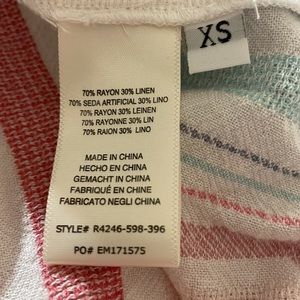 XS
70% RAYON 30% LINEN
70% SEDA ARTIFICIAL 30% LINO
70% RAYON 30% LEINEN
70% RAYONNE 30% LIN
70% RAION 30% LINO
MADE IN CHINA
HECHO EN CHINA
GEMACHT IN CHINA
FABRIQUÉ EN CHINE
FABRICATO NEGLI CHINA
STYLE# R4246-598-396
PO# EM171575